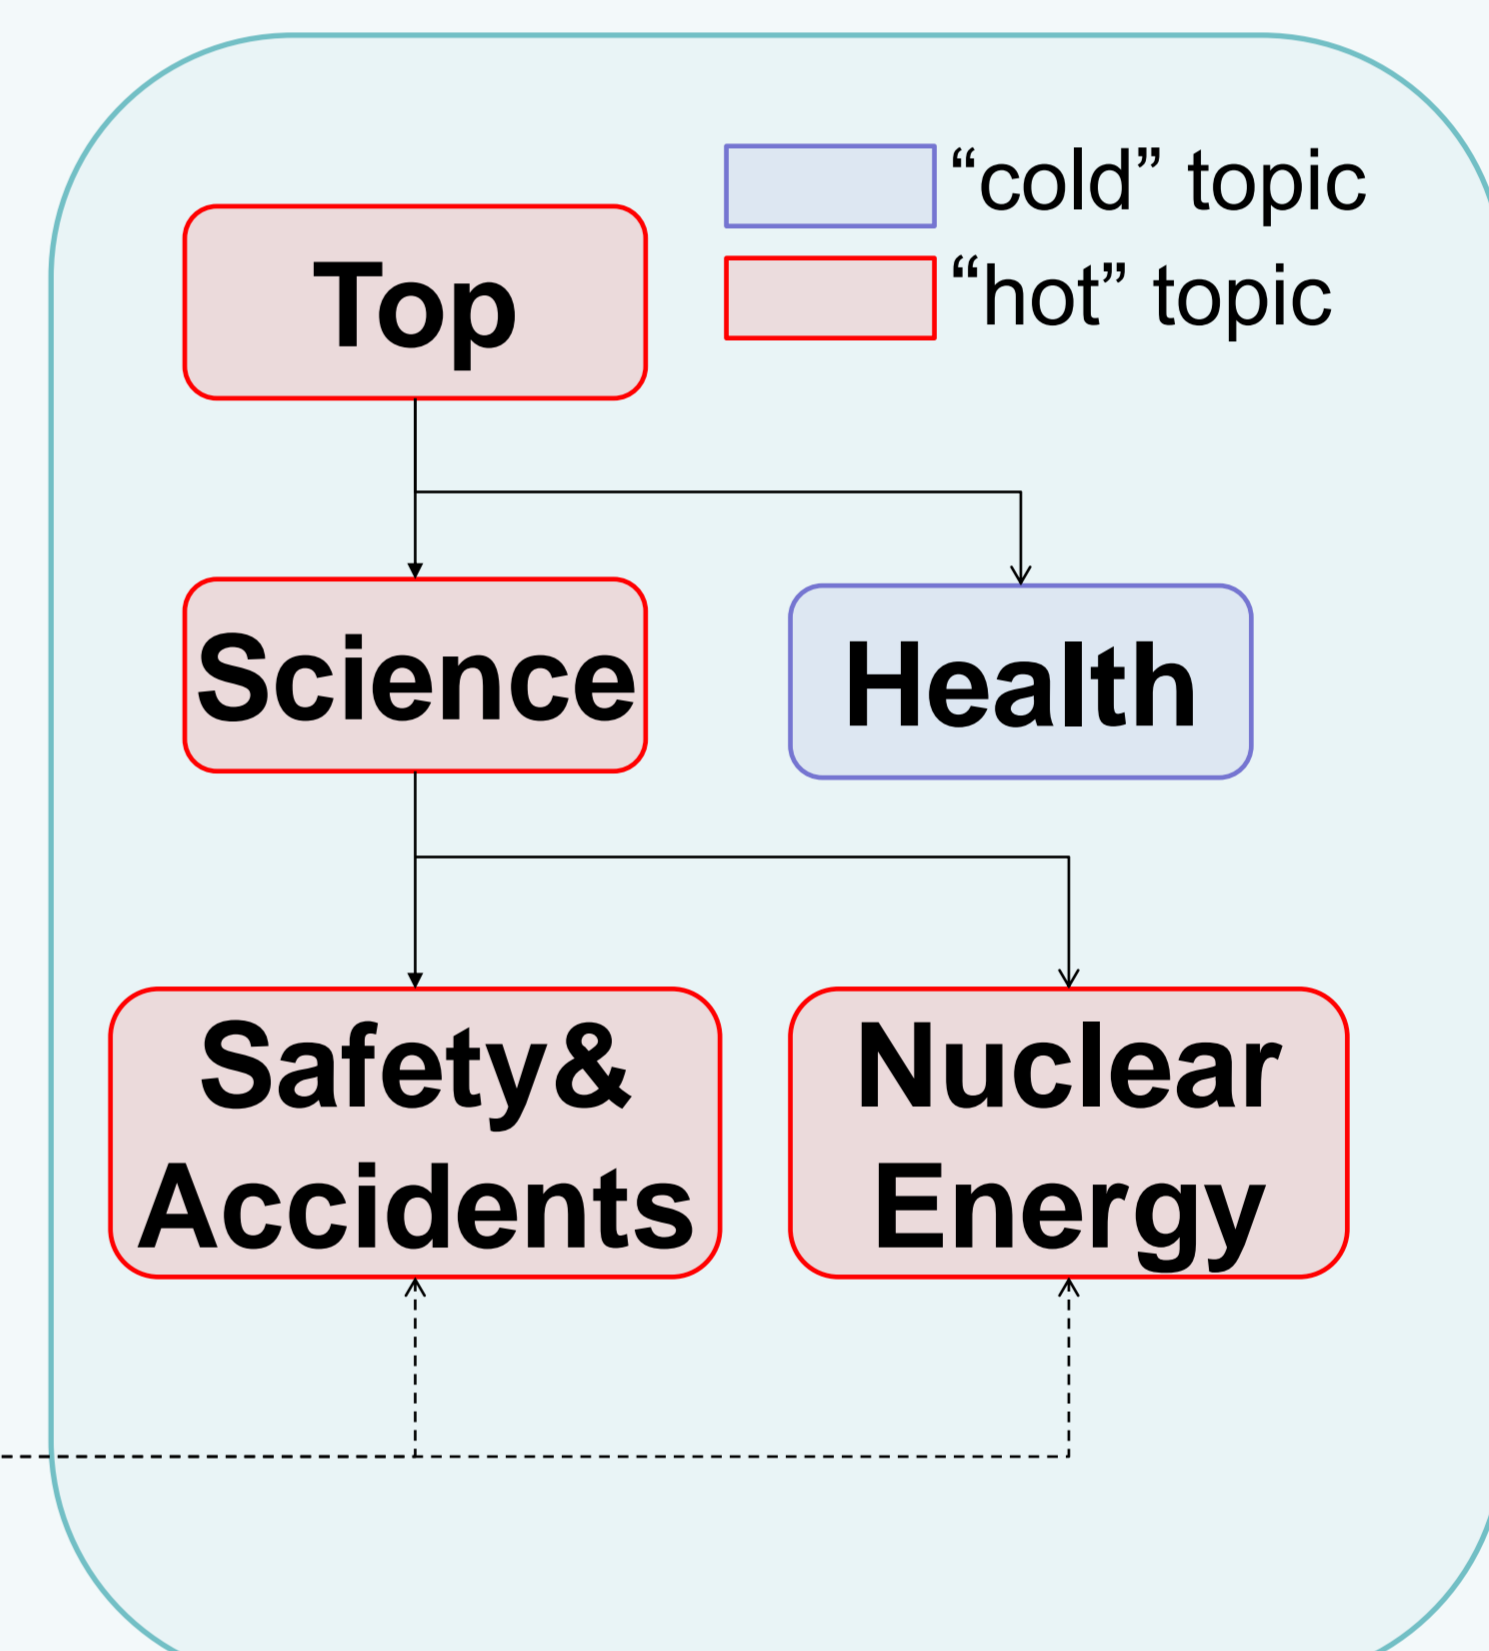 “cold” topic
“hot” topic
Top
Science
Health
Safety&
Accidents
Nuclear
Energy